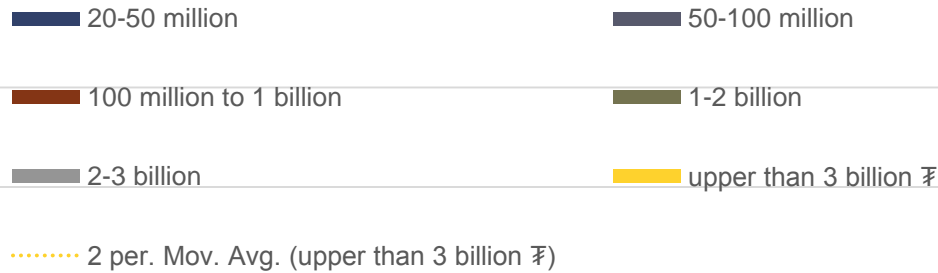 20-50 million
50-100 million
100 million to 1 billion
1-2 billion
2-3 billion
upper than 3 billion ₮
2 per. Mov. Avg. (upper than 3 billion ₮)